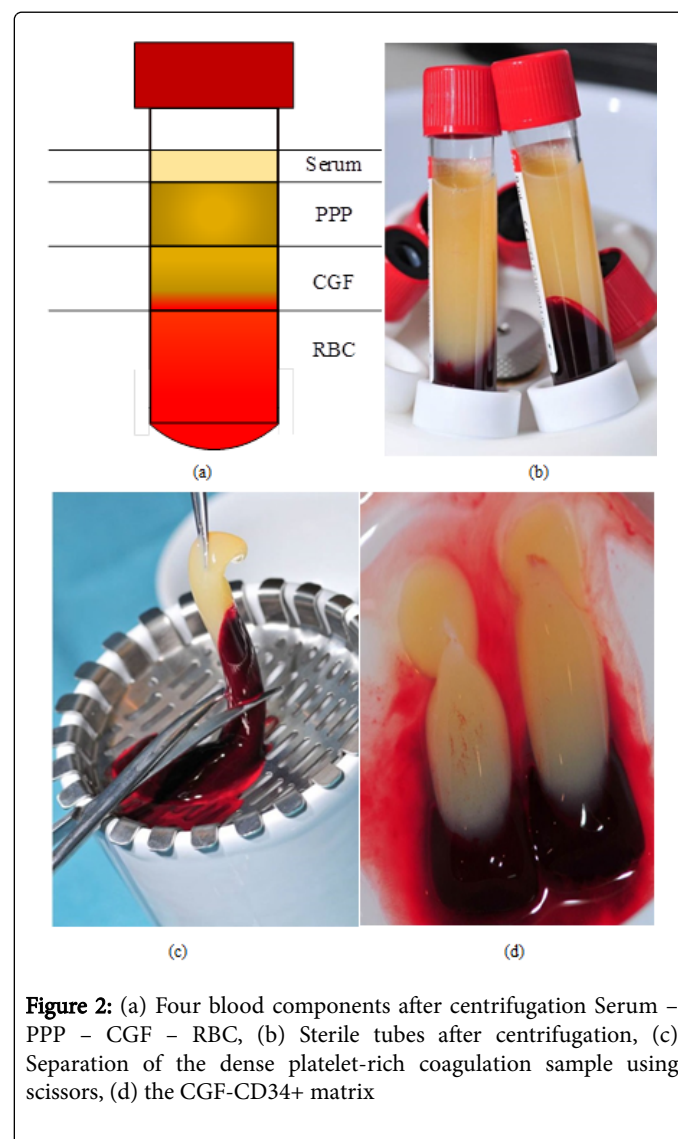 Serum
PPP
CGF
RBC
(a)
(b)
(c)
(d)
Figure 2: (a) Four blood components after centrifugation Serum –
PPP – CGF – RBC, (b) Sterile tubes after centrifugation, (c)
Separation of the dense platelet-rich coagulation sample using
scissors, (d) the CGF-CD34+ matrix